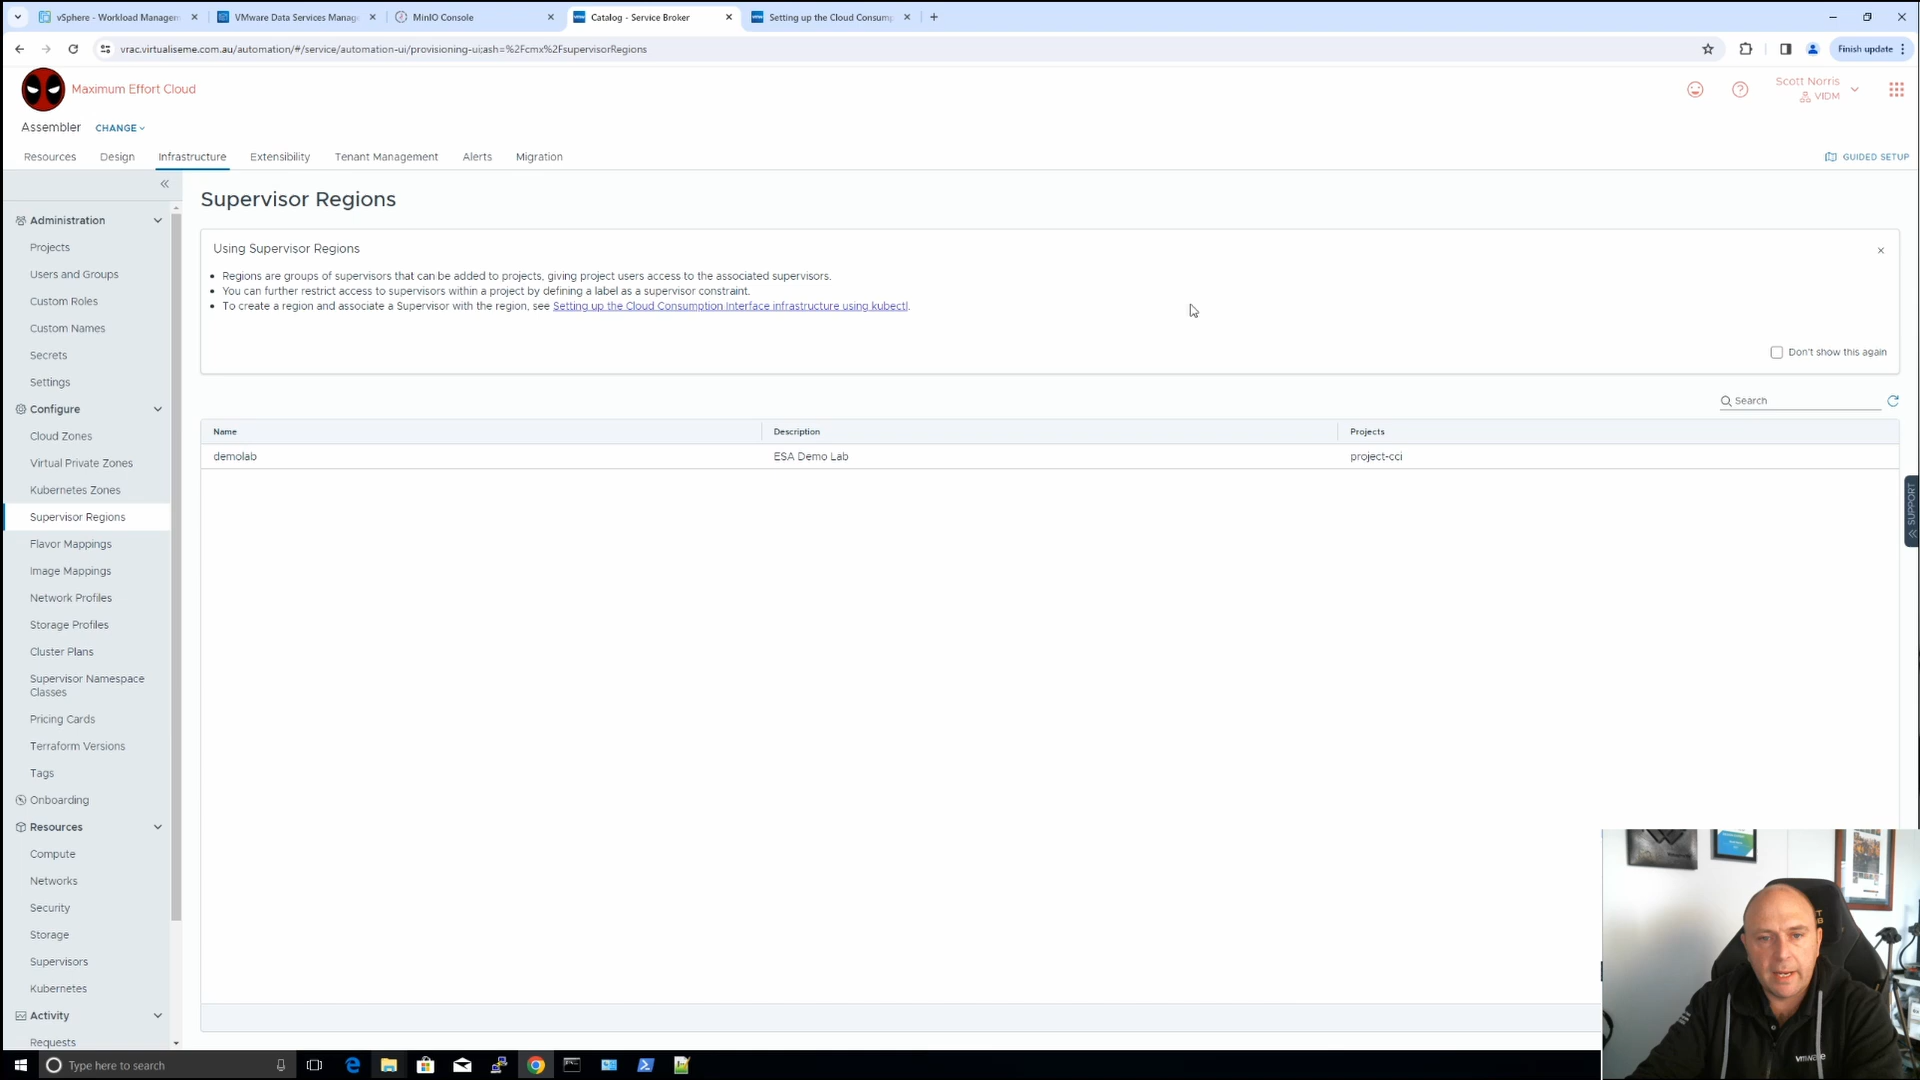 vSphere - Workload Managem
VMware Data Services Manag
MinIO Console
Catalog - Service Broker
Setting up the Cloud Consump
vrac.virtualiseme.com.au/automation/#/service/automation-ui/provisioning-ui;ash=%2Fcmx%2FsupervisorRegions
Finish update
Maximum Effort Cloud
Scott Norris
VIDM
Assembler
CHANGE
Resources
Design
Infrastructure
Extensibility
Tenant Management
Alerts
Migration
GUIDED SETUP
Supervisor Regions
Using Supervisor Regions
Regions are groups of supervisors that can be added to projects, giving project users access to the associated supervisors.
You can further restrict access to supervisors within a project by defining a label as a supervisor constraint.
To create a region and associate a Supervisor with the region, see Setting up the Cloud Consumption Interface infrastructure using kubectl.
Don't show this again
Search
Name
Description
Projects
demolab
ESA Demo Lab
project-cci
Administration
Projects
Users and Groups
Custom Roles
Custom Names
Secrets
Settings
Configure
Cloud Zones
Virtual Private Zones
Kubernetes Zones
Supervisor Regions
Flavor Mappings
Image Mappings
Network Profiles
Storage Profiles
Cluster Plans
Supervisor Namespace
Classes
Pricing Cards
Terraform Versions
Tags
Onboarding
Resources
Compute
Networks
Security
Storage
Supervisors
Kubernetes
Activity
Requests
SUPPORT
Type here to search
vmware